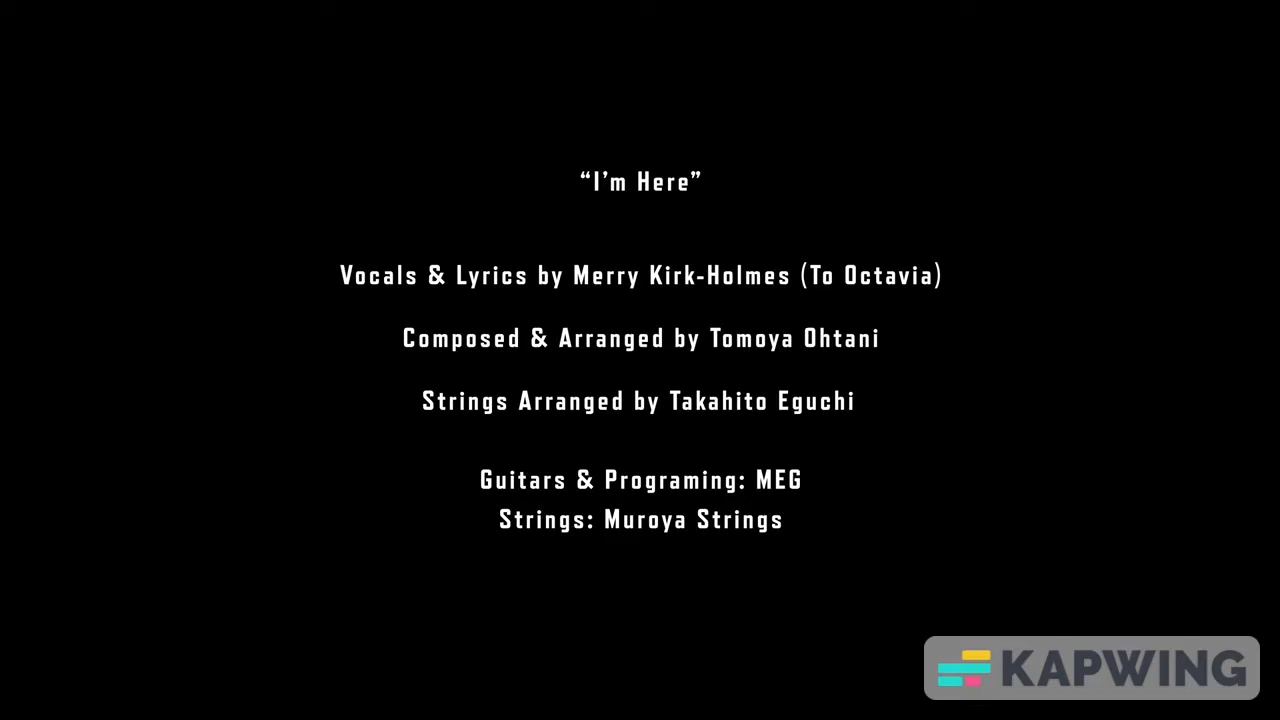 “I’m Here”
Vocals & Lyrics by Merry Kirk-Holmes (To Octavia)
Composed & Arranged by Tomoya Ohtani
Strings Arranged by Takahito Eguchi
Guitars & Programing: MEG
Strings: Muroya Strings
KAPWING